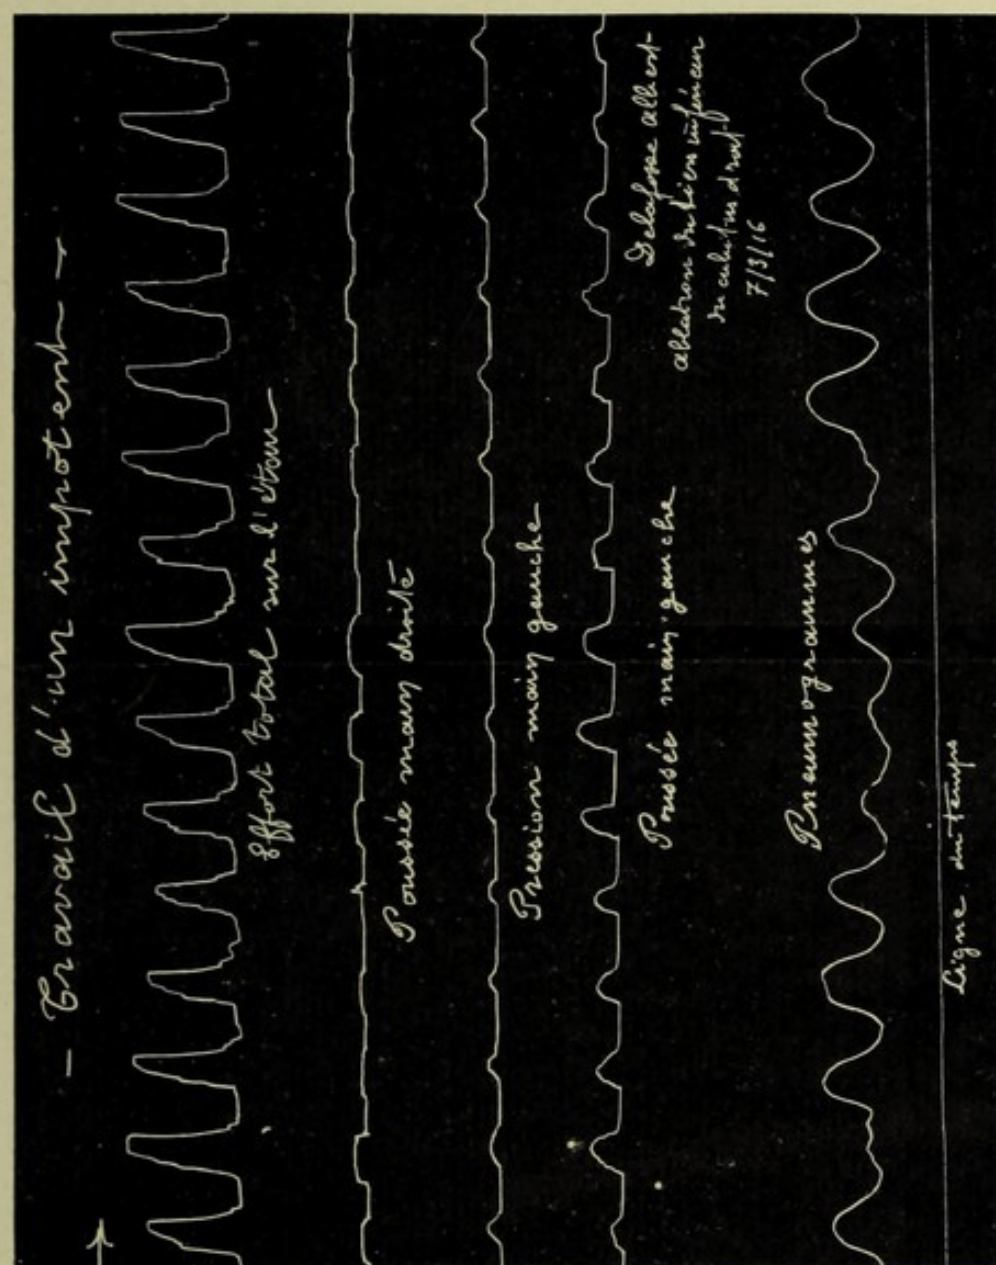 - Travail d'un impotent -
Effort total sur l'étau
Poussée main droite
Pression main gauche
Poussée main gauche
Delafosse Albert
ablation du tiers inférieur
du cubitus droit
7/3/16
Pneumogrammes
Ligne du temps